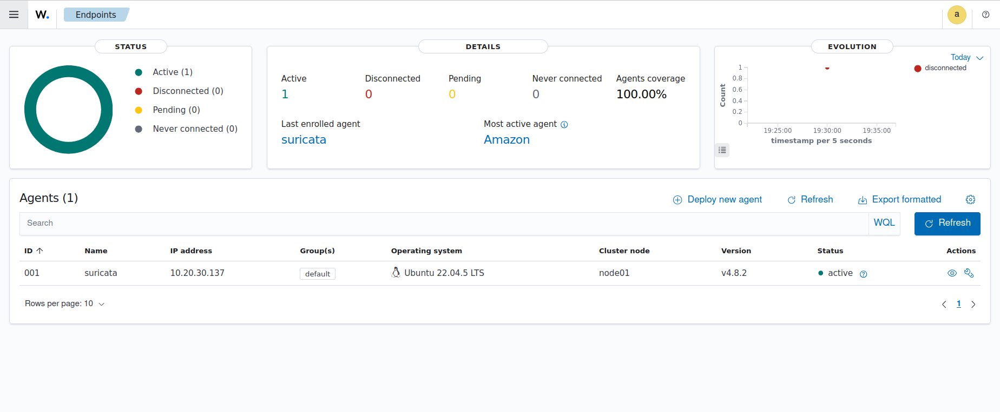 W. Endpoints a
STATUS
Active (1)
Disconnected (0)
Pending (0)
Never connected (0)
DETAILS
Active Disconnected Pending Never connected Agents coverage
1 0 0 0 100.00%
Last enrolled agent Most active agent
suricata Amazon
EVOLUTION
Today
disconnected
1
0.8
0.6
0.4
0.2
0
Count
19:25:00 19:30:00 19:35:00
timestamp per 5 seconds
Agents (1)
Deploy new agent Refresh Export formatted
Search WQL Refresh
ID Name IP address Group(s) Operating system Cluster node Version Status Actions
001 suricata 10.20.30.137 default Ubuntu 22.04.5 LTS node01 v4.8.2 active
Rows per page: 10 1